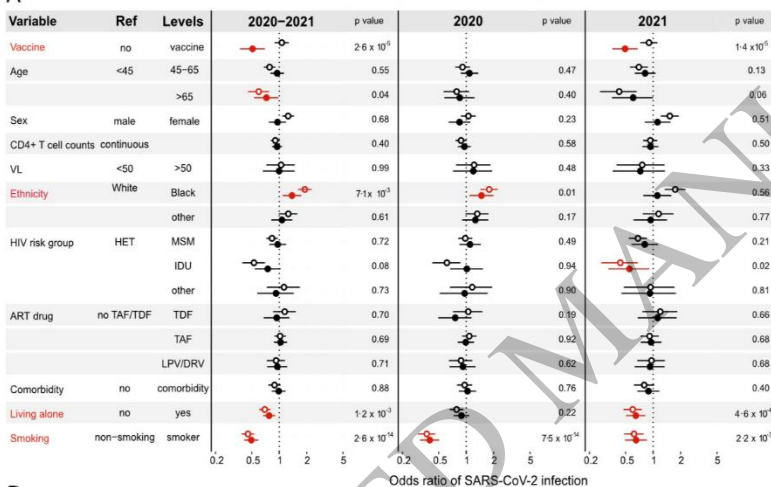 Variable Ref Levels 2020−2021 p value 2020 p value 2021 p value
Vaccine no vaccine 2·6 x 10⁻⁵ 1·4 x10⁻⁵
Age <45 45−65 0.55 0.47 0.13
>65 0.04 0.40 0.06
Sex male female 0.68 0.23 0.51
CD4+ T cell counts continuous 0.40 0.58 0.50
VL <50 >50 0.99 0.48 0.33
Ethnicity White Black 7·1 x 10⁻³ 0.01 0.56
other 0.61 0.17 0.77
HIV risk group HET MSM 0.72 0.49 0.21
IDU 0.08 0.94 0.02
other 0.73 0.90 0.81
ART drug no TAF/TDF TDF 0.70 0.19 0.66
TAF 0.69 0.92 0.68
LPV/DRV 0.71 0.62 0.68
Comorbidity no comorbidity 0.88 0.76 0.40
Living alone no yes 1·2 x 10⁻³ 0.22 4·6 x 10⁻⁴
Smoking non−smoking smoker 2·6 x 10⁻¹⁴ 7·5 x 10⁻¹⁴ 2·2 x
0.2 0.5 1 2 5 0.2 0.5 1 2 5 0.2 0.5 1 2 5
Odds ratio of SARS-CoV-2 infection